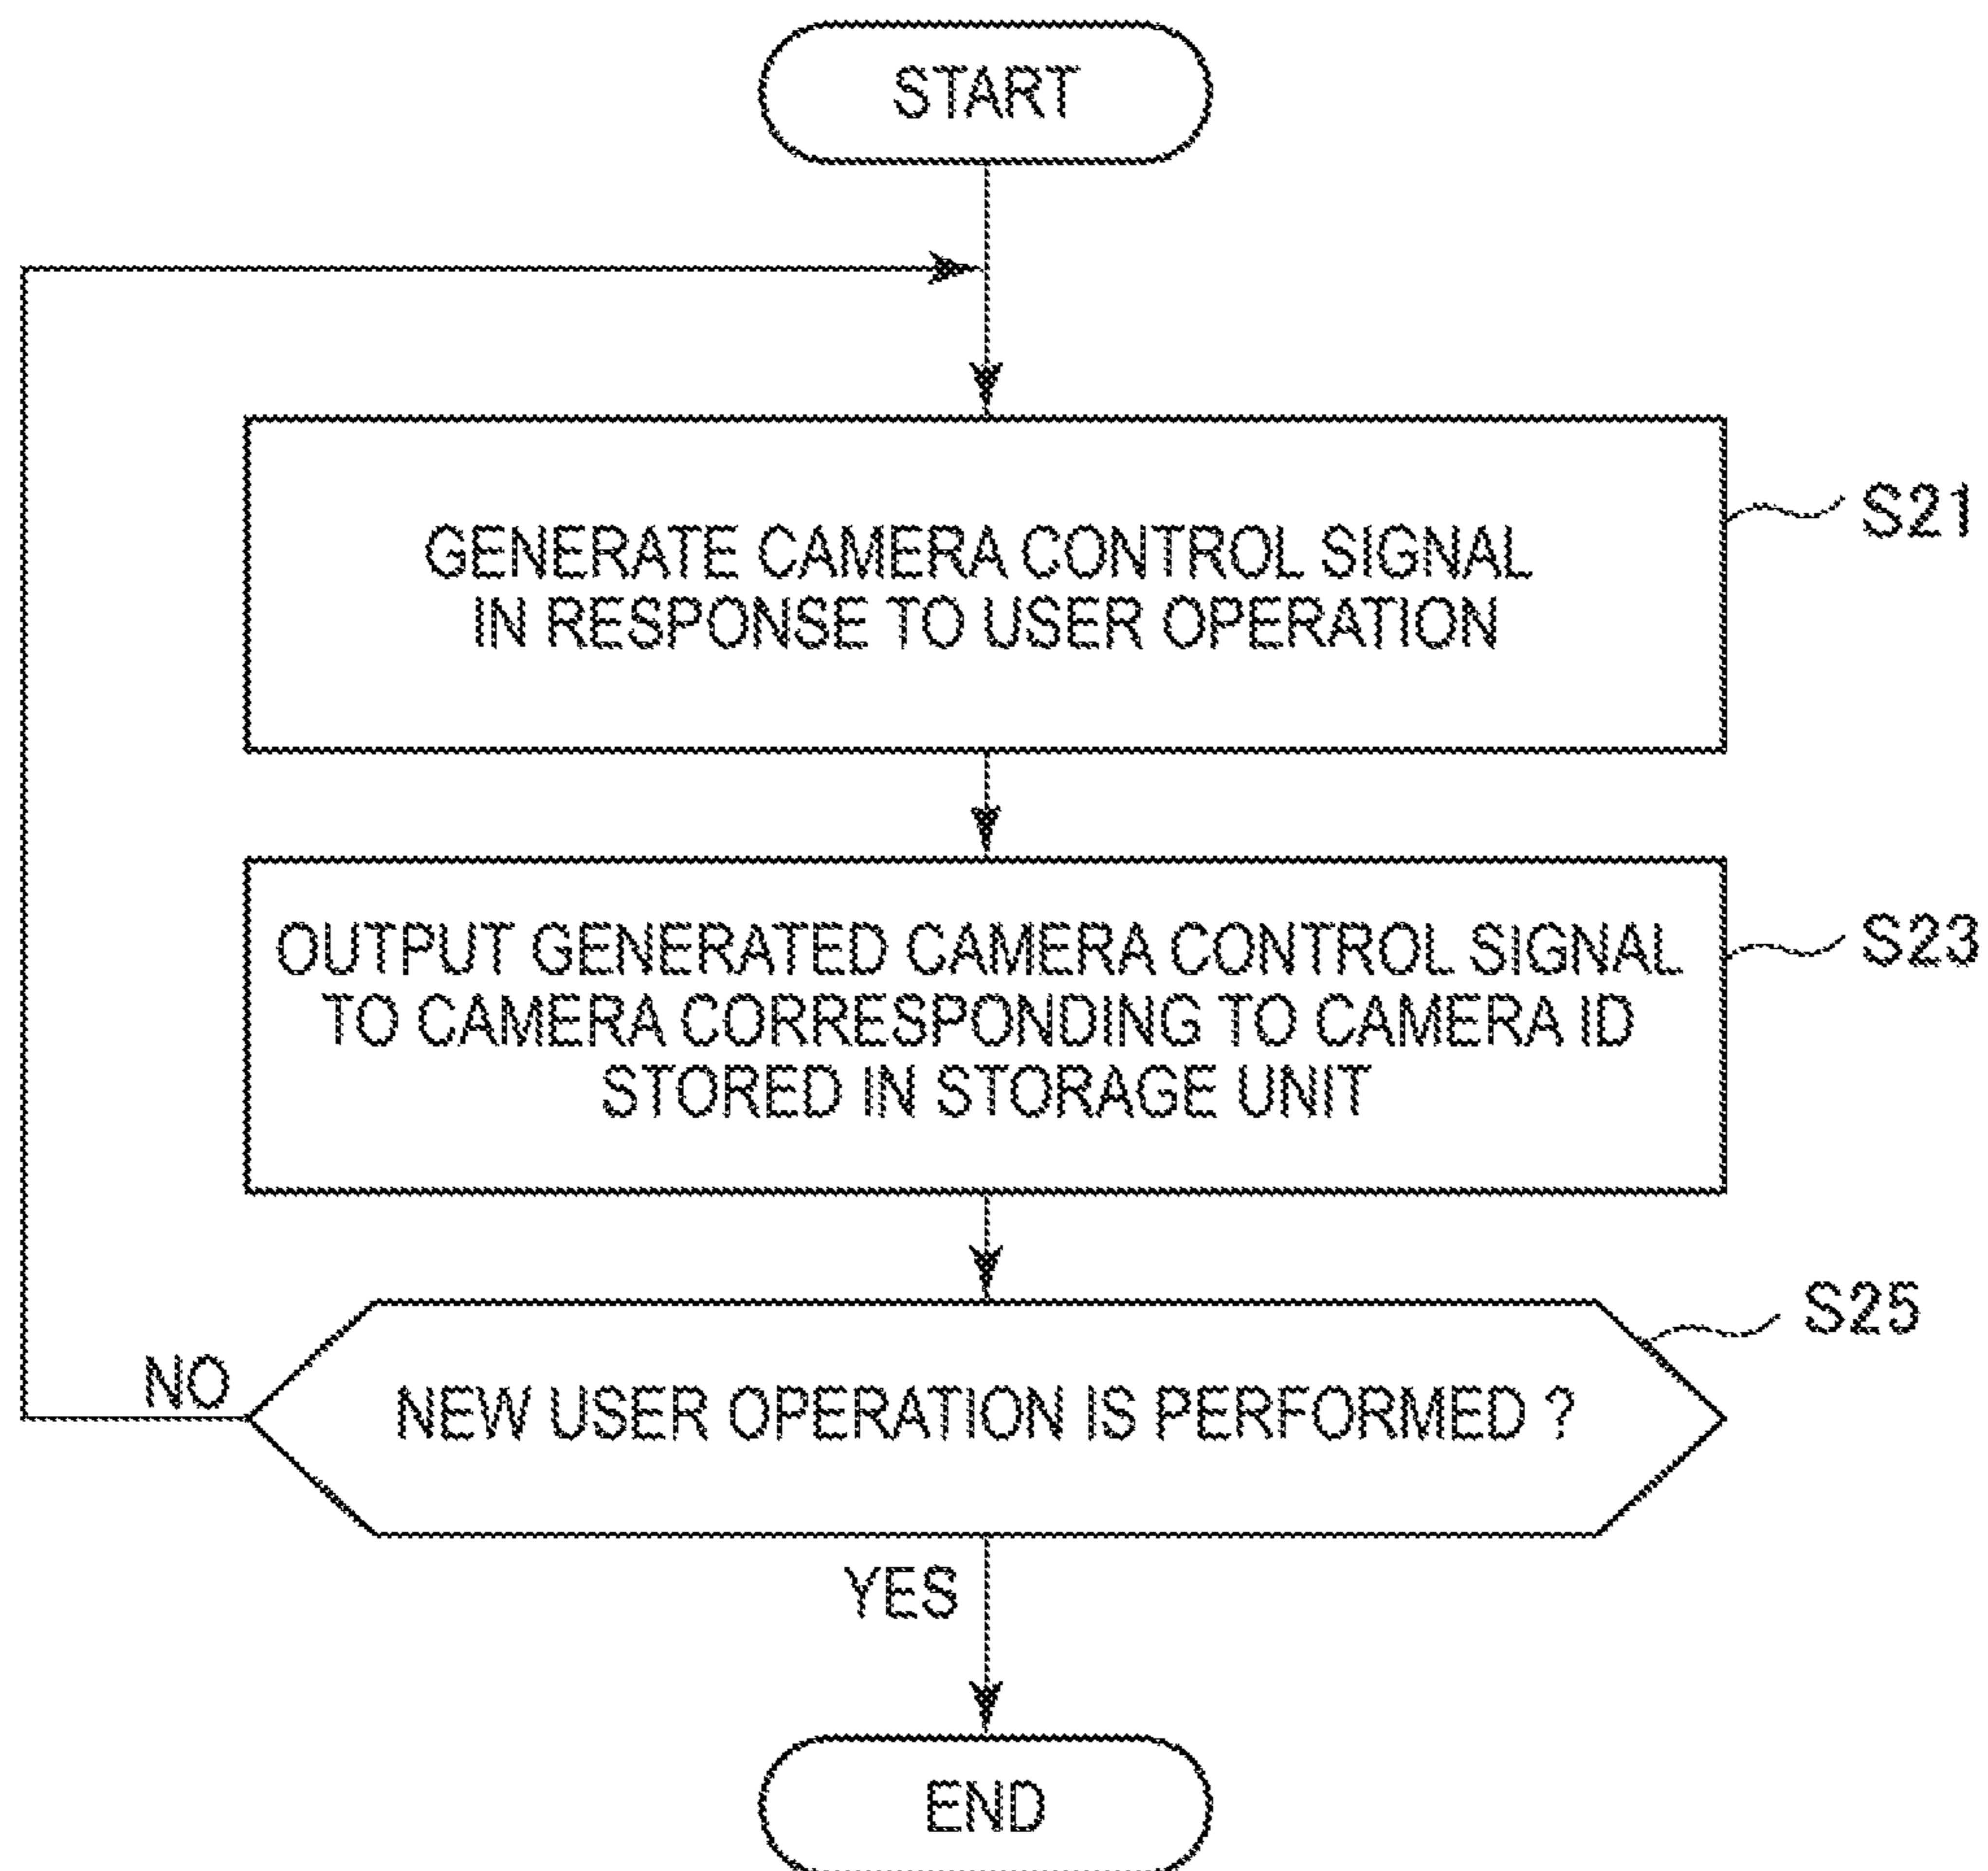 START
GENERATE CAMERA CONTROL SIGNAL
IN RESPONSE TO USER OPERATION
S21
OUTPUT GENERATED CAMERA CONTROL SIGNAL
TO CAMERA CORRESPONDING TO CAMERA ID
STORED IN STORAGE UNIT
S23
S25
NO
NEW USER OPERATION IS PERFORMED ?
YES
END